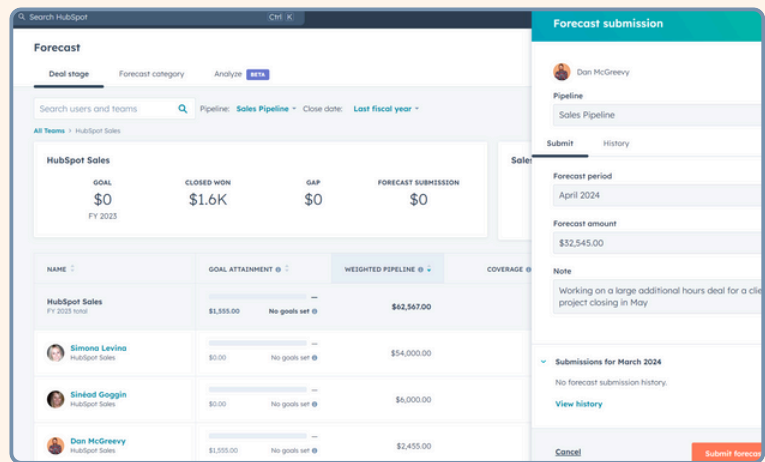 Search HubSpot Ctrl K
Forecast
Deal stage Forecast category Analyze BETA
Search users and teams Pipeline: Sales Pipeline Close date: Last fiscal year
All Teams > HubSpot Sales
HubSpot Sales
GOAL CLOSED WON GAP FORECAST SUBMISSION
$0 $1.6K $0 $0
FY 2023
Sales
NAME GOAL ATTAINMENT WEIGHTED PIPELINE COVERAGE
HubSpot Sales
FY 2023 total
—
$1,555.00 No goals set
$62,567.00
Simona Levina
HubSpot Sales
—
$0.00 No goals set
$54,000.00
Sinéad Goggin
HubSpot Sales
—
$0.00 No goals set
$6,000.00
Dan McGreevy
HubSpot Sales
—
$1,555.00 No goals set
$2,455.00
Forecast submission
Dan McGreevy
Pipeline
Sales Pipeline
Submit History
Forecast period
April 2024
Forecast amount
$32,545.00
Note
Working on a large additional hours deal for a clie
project closing in May
Submissions for March 2024
No forecast submission history.
View history
Cancel Submit forecas